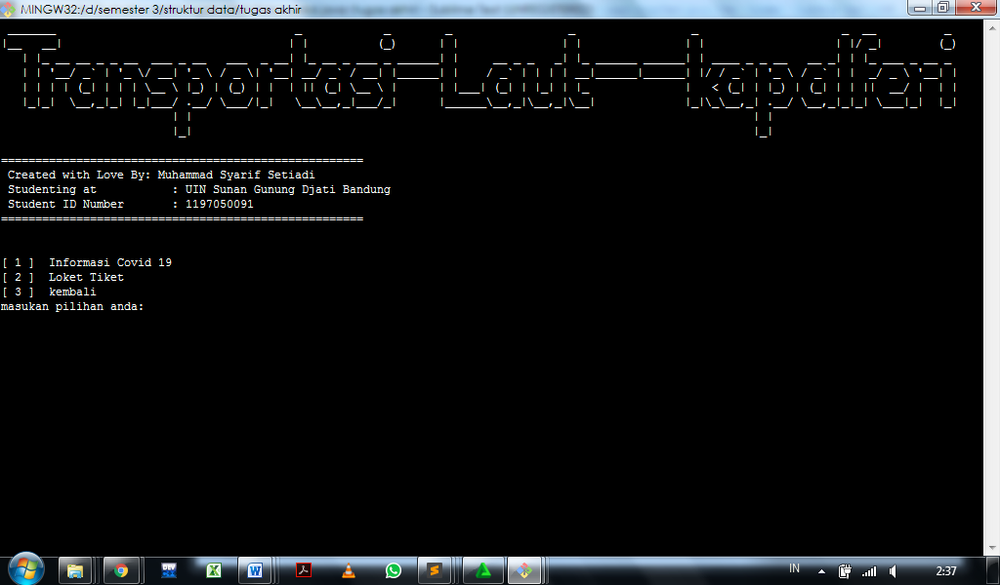 MINGW32:/d/semester 3/struktur data/tugas akhir
Transportasi-Laut--kapalferi
Created with Love By: Muhammad Syarif Setiadi
Studenting at : UIN Sunan Gunung Djati Bandung
Student ID Number : 1197050091
[ 1 ] Informasi Covid 19
[ 2 ] Loket Tiket
[ 3 ] kembali
masukan pilihan anda:
IN
2:37